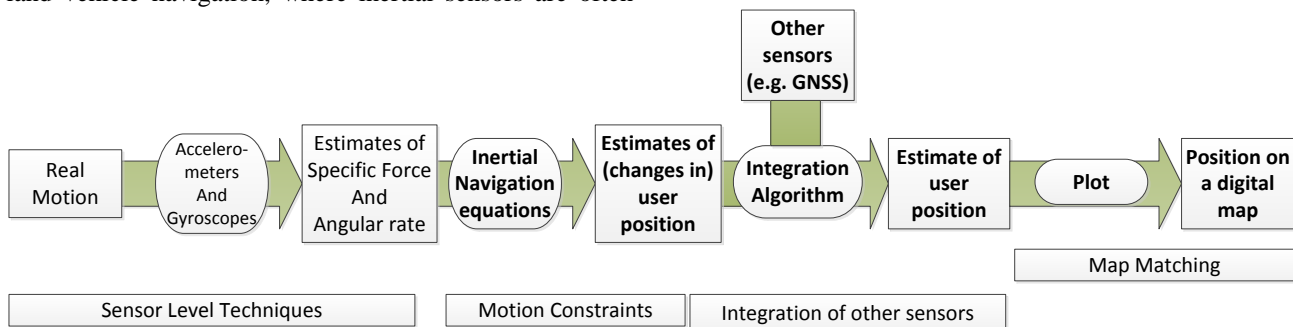 land vehicle navigation, where inertial sensors are often
Other
sensors
(e.g. GNSS)
Real
Motion
Accelero-
meters
And
Gyroscopes
Estimates of
Specific Force
And
Angular rate
Inertial
Navigation
equations
Estimates of
(changes in)
user
position
Integration
Algorithm
Estimate of
user
position
Plot
Position on
a digital
map
Map Matching
Sensor Level Techniques
Motion Constraints
Integration of other sensors